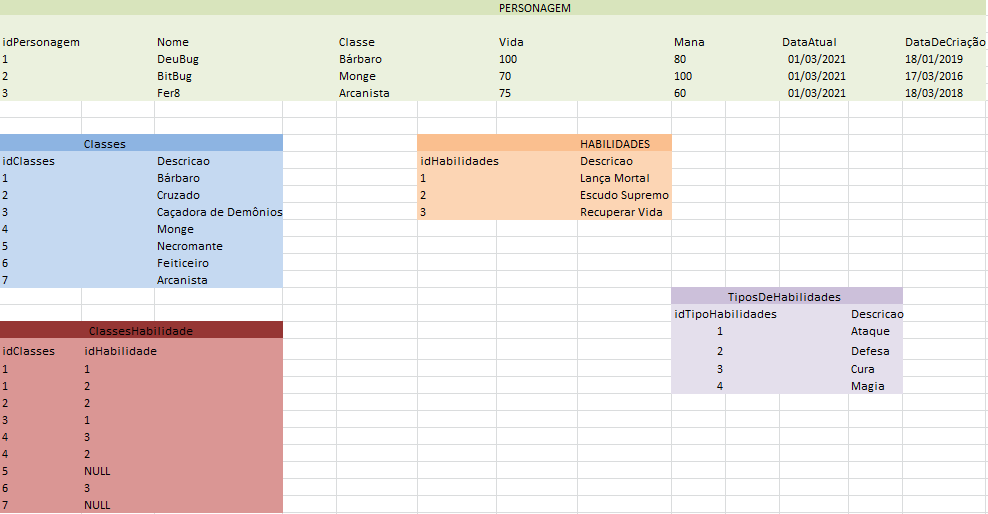 PERSONAGEM
idPersonagem Nome Classe Vida Mana DataAtual DataDeCriação
1 DeuBug Bárbaro 100 80 01/03/2021 18/01/2019
2 BitBug Monge 70 100 01/03/2021 17/03/2016
3 Fer8 Arcanista 75 60 01/03/2021 18/03/2018
Classes
idClasses Descricao
1 Bárbaro
2 Cruzado
3 Caçadora de Demônios
4 Monge
5 Necromante
6 Feiticeiro
7 Arcanista
HABILIDADES
idHabilidades Descricao
1 Lança Mortal
2 Escudo Supremo
3 Recuperar Vida
TiposDeHabilidades
idTipoHabilidades Descricao
1 Ataque
2 Defesa
3 Cura
4 Magia
ClassesHabilidade
idClasses idHabilidade
1 1
1 2
2 2
3 1
4 3
4 2
5 NULL
6 3
7 NULL